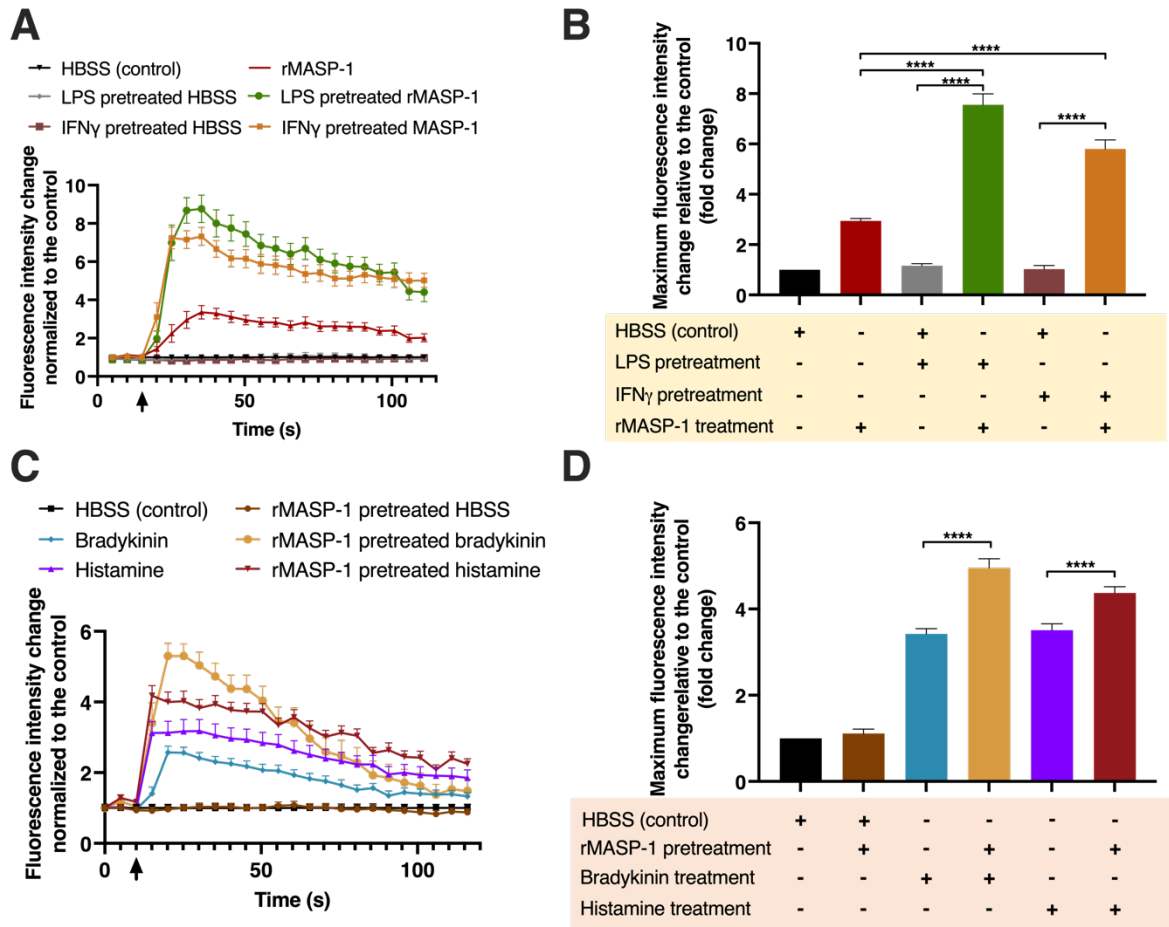 A
HBSS (control)
LPS pretreated HBSS
IFNγ pretreated HBSS
rMASP-1
LPS pretreated rMASP-1
IFNγ pretreated MASP-1
Fluorescence intensity change
normalized to the control
10
8
6
4
2
0
0 50 100
Time (s)
B
Maximum fluorescence intensity
change relative to the control
(fold change)
10
8
6
4
2
0
****
****
****
****
HBSS (control) + - + - + -
LPS pretreatment - - + + - -
IFNγ pretreatment - - - - + +
rMASP-1 treatment - + - + - +
C
HBSS (control)
Bradykinin
Histamine
rMASP-1 pretreated HBSS
rMASP-1 pretreated bradykinin
rMASP-1 pretreated histamine
Fluorescence intensity change
normalized to the control
6
4
2
0
0 50 100
Time (s)
D
Maximum fluorescence intensity
changerelative to the control
(fold change)
6
4
2
0
****
****
HBSS (control) + + - - - -
rMASP-1 pretreatment - + - + - +
Bradykinin treatment - - + + - -
Histamine treatment - - - - + +